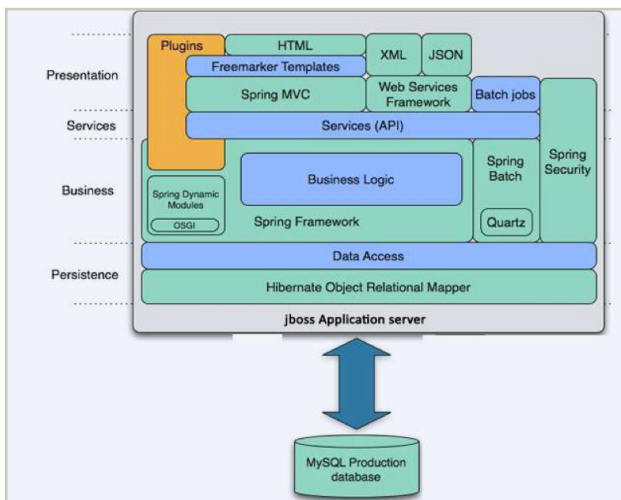 Plugins
HTML
XML
JSON
Presentation
Freemarker Templates
Spring MVC
Web Services
Framework
Batch jobs
Services
Services (API)
Business
Business Logic
Spring
Batch
Spring
Security
Spring Dynamic
Modules
OSGI
Spring Framework
Quartz
Persistence
Data Access
Hibernate Object Relational Mapper
jboss Application server
MySQL Production
database